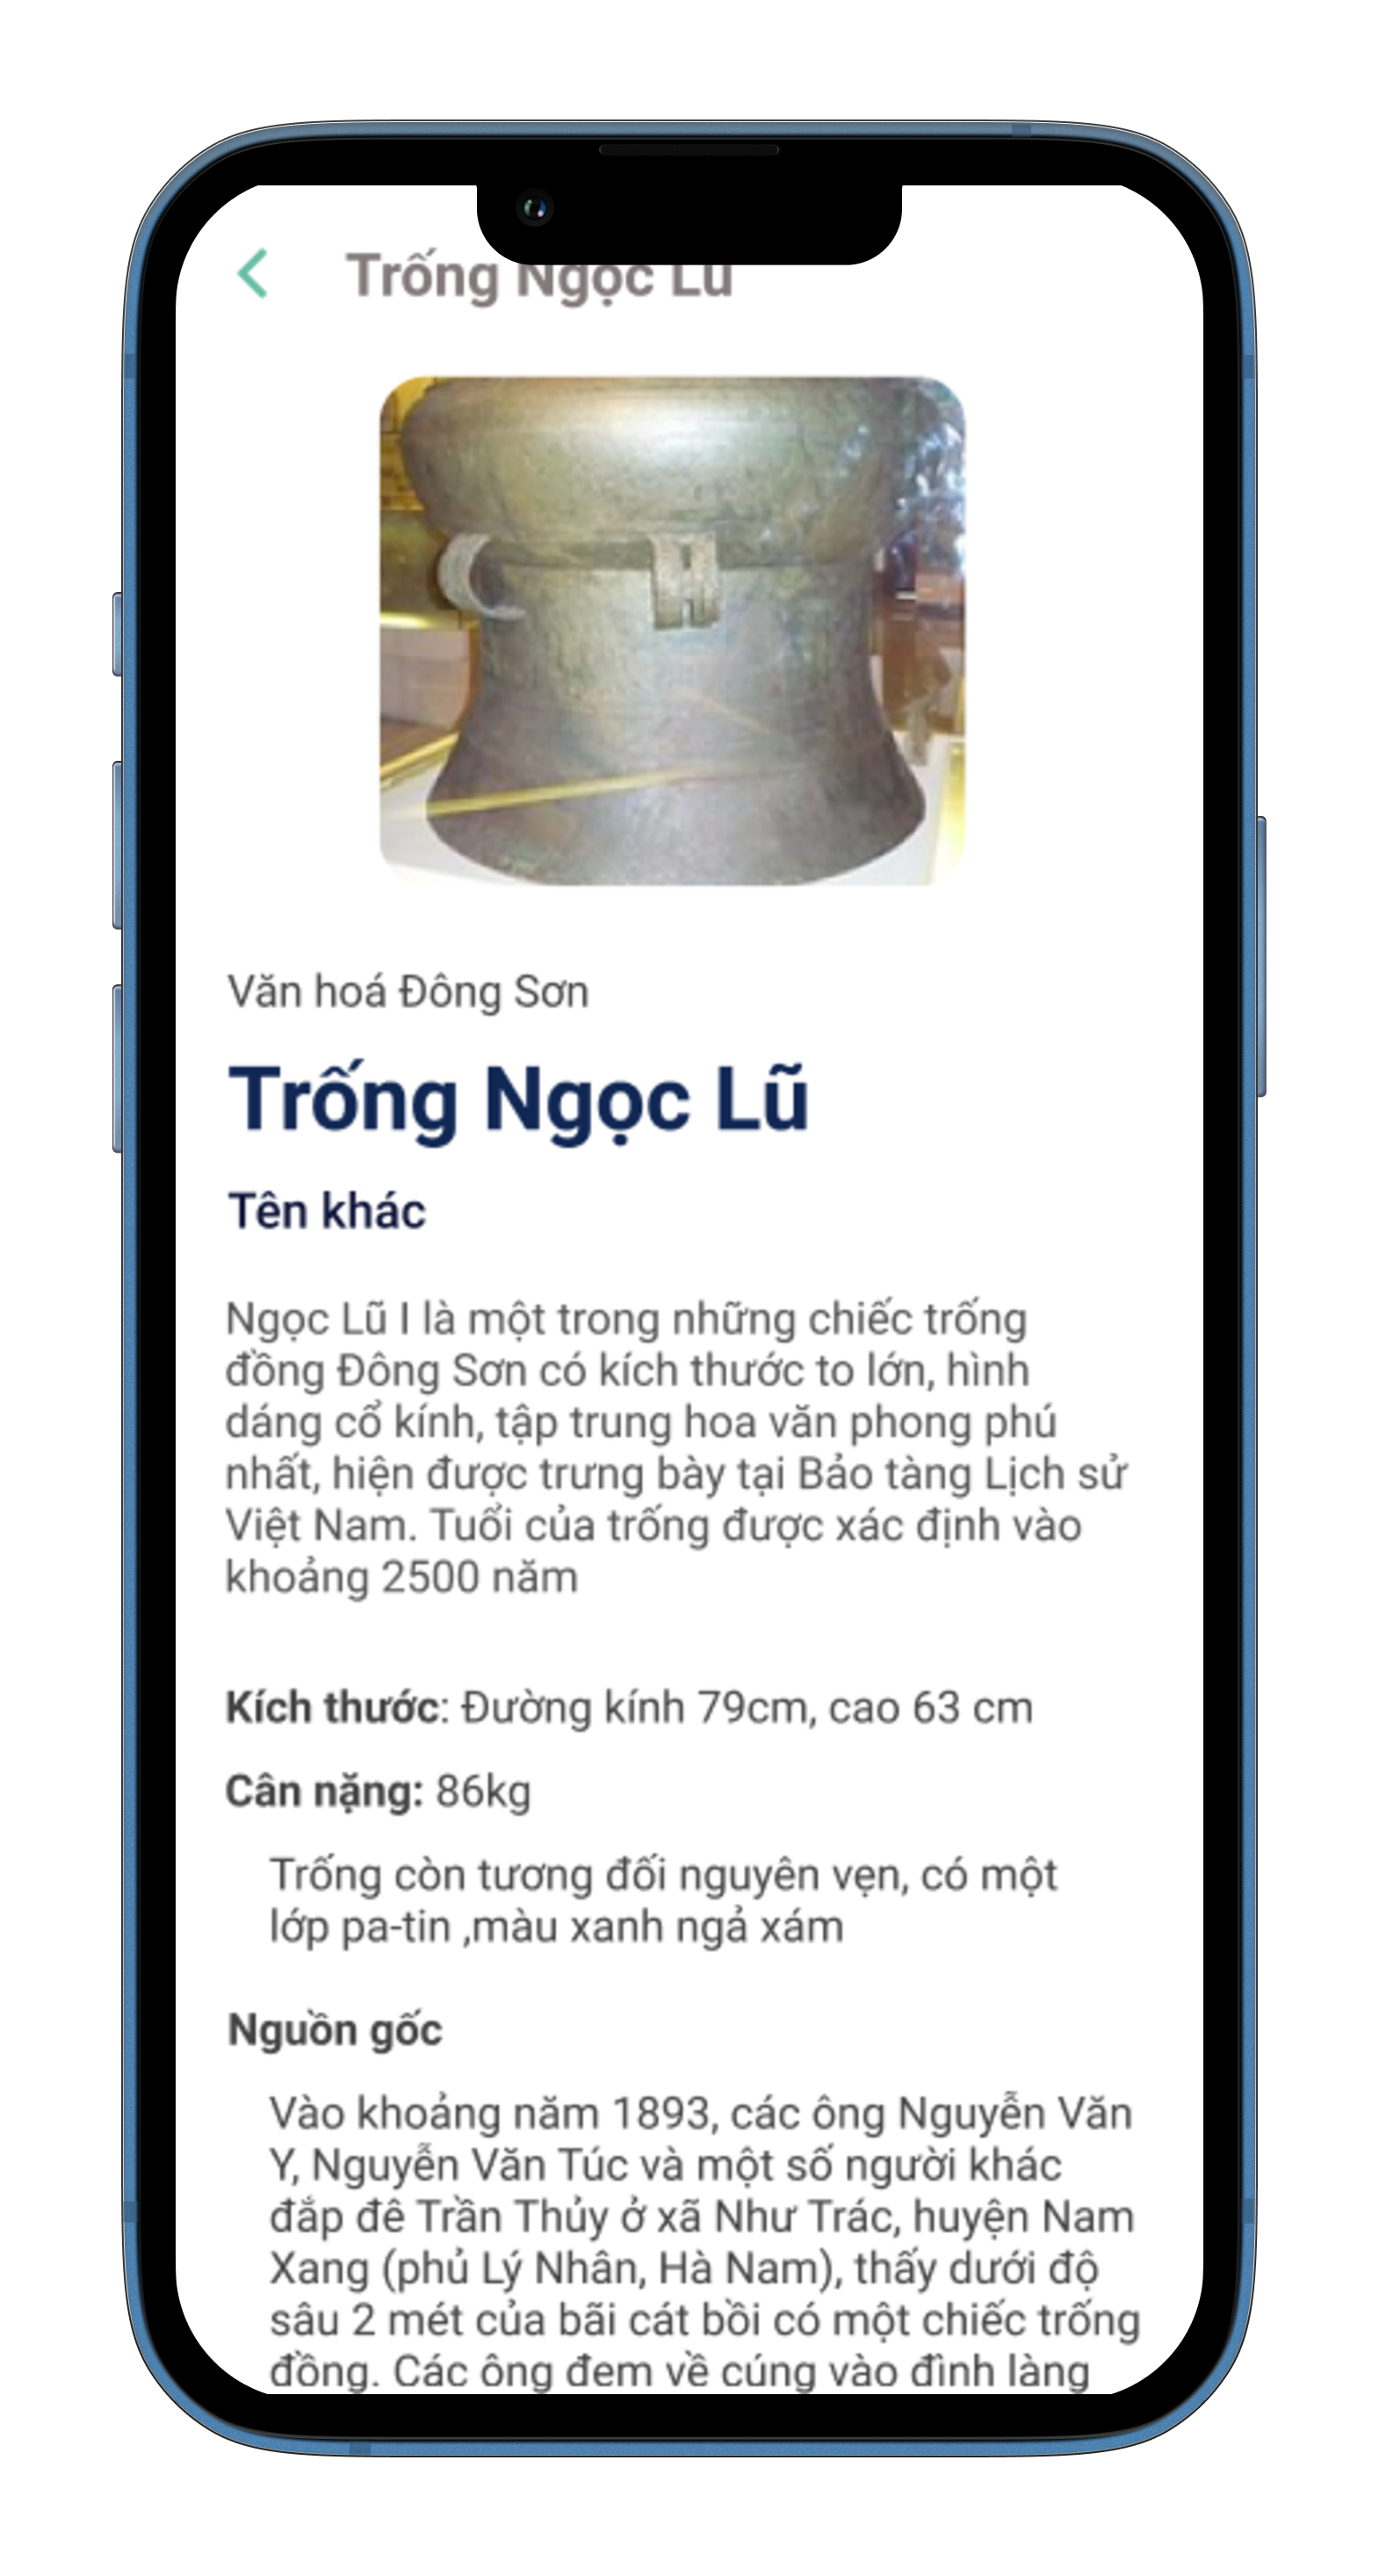 Trống Ngọc Lũ
Văn hoá Đông Sơn
Trống Ngọc Lũ
Tên khác
Ngọc Lũ I là một trong những chiếc trống
đồng Đông Sơn có kích thước to lớn, hình
dáng cổ kính, tập trung hoa văn phong phú
nhất, hiện được trưng bày tại Bảo tàng Lịch sử
Việt Nam. Tuổi của trống được xác định vào
khoảng 2500 năm
Kích thước: Đường kính 79cm, cao 63 cm
Cân nặng: 86kg
Trống còn tương đối nguyên vẹn, có một
lớp pa-tin ,màu xanh ngả xám
Nguồn gốc
Vào khoảng năm 1893, các ông Nguyễn Văn
Y, Nguyễn Văn Túc và một số người khác
đắp đê Trần Thủy ở xã Như Trác, huyện Nam
Xang (phủ Lý Nhân, Hà Nam), thấy dưới độ
sâu 2 mét của bãi cát bồi có một chiếc trống
đồng. Các ông đem về cúng vào đình làng